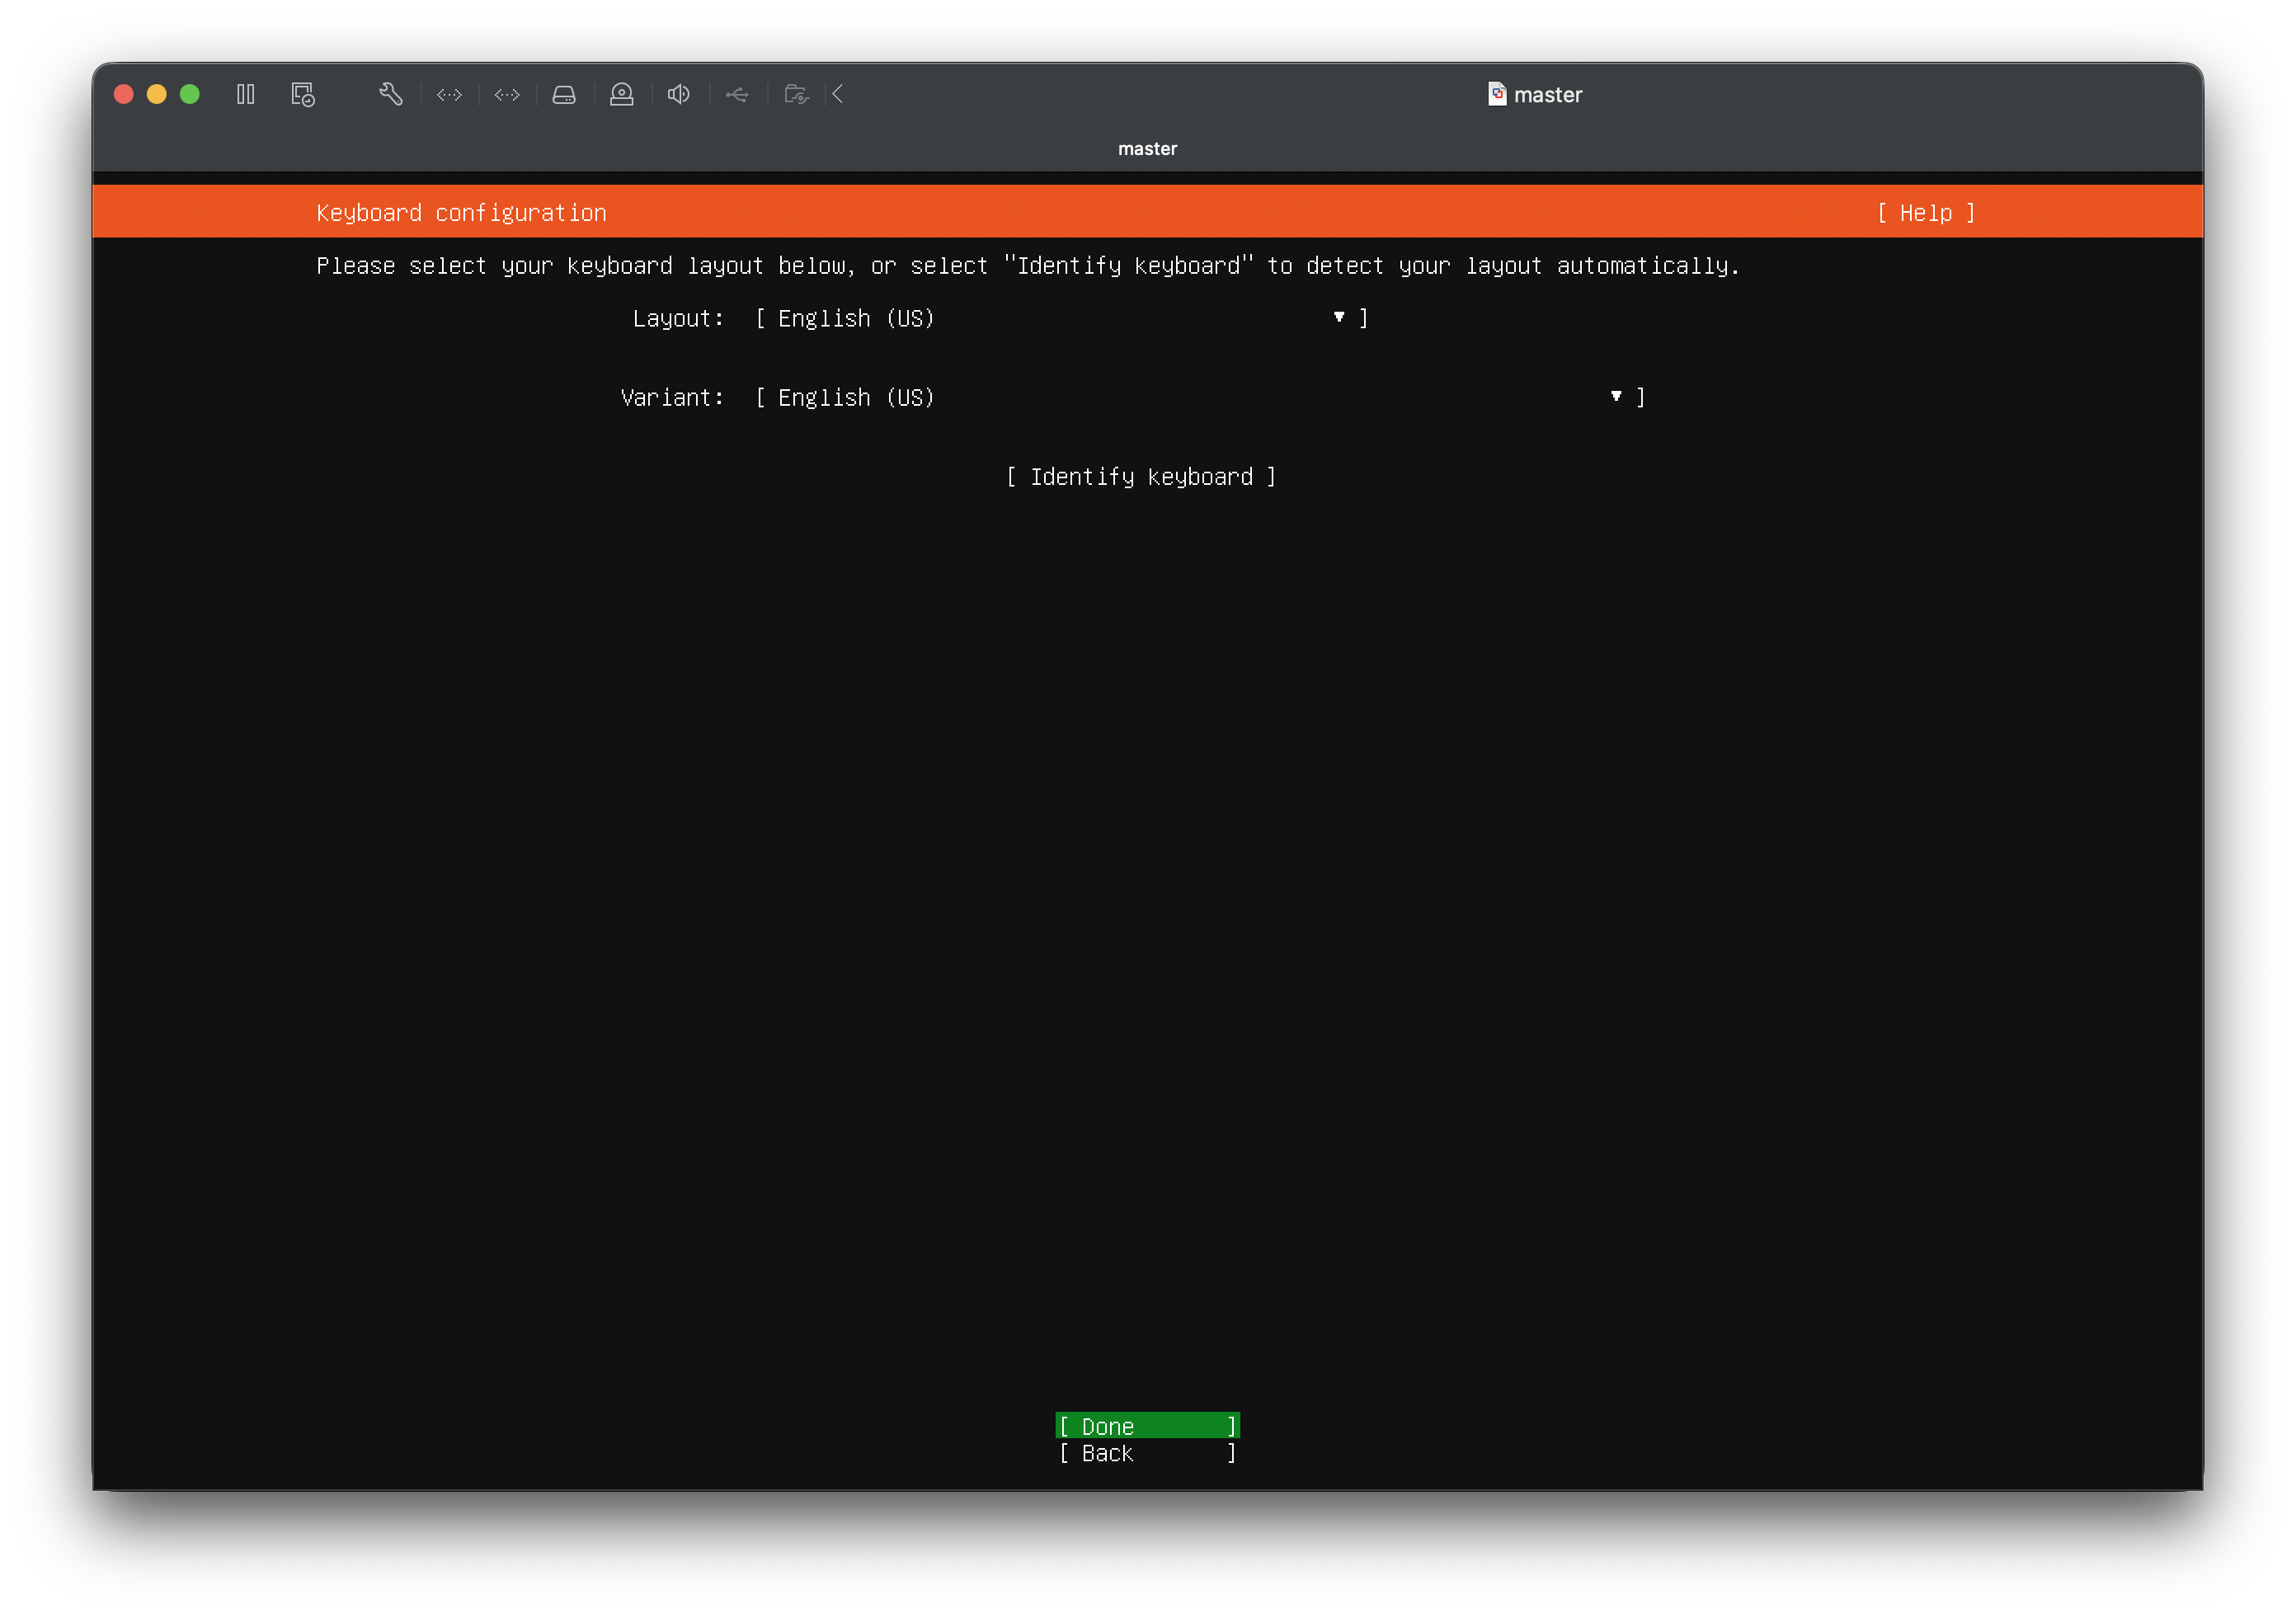 master
master
Keyboard configuration [ Help ]
Please select your keyboard layout below, or select "Identify keyboard" to detect your layout automatically.
Layout: [ English (US) ▾ ]
Variant: [ English (US) ▾ ]
[ Identify keyboard ]
[ Done ]
[ Back ]